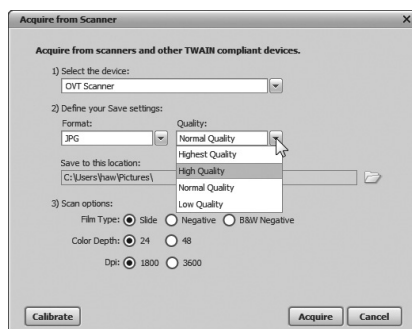 Acquire from Scanner
Acquire from scanners and other TWAIN compliant devices.
1) Select the device:
OVT Scanner
2) Define your Save settings:
Format: Quality:
JPG Normal Quality
Highest Quality
High Quality
Normal Quality
Low Quality
Save to this location:
C:\Users\haw\Pictures\
3) Scan options:
Film Type: Slide Negative B&W Negative
Color Depth: 24 48
Dpi: 1800 3600
Calibrate Acquire Cancel